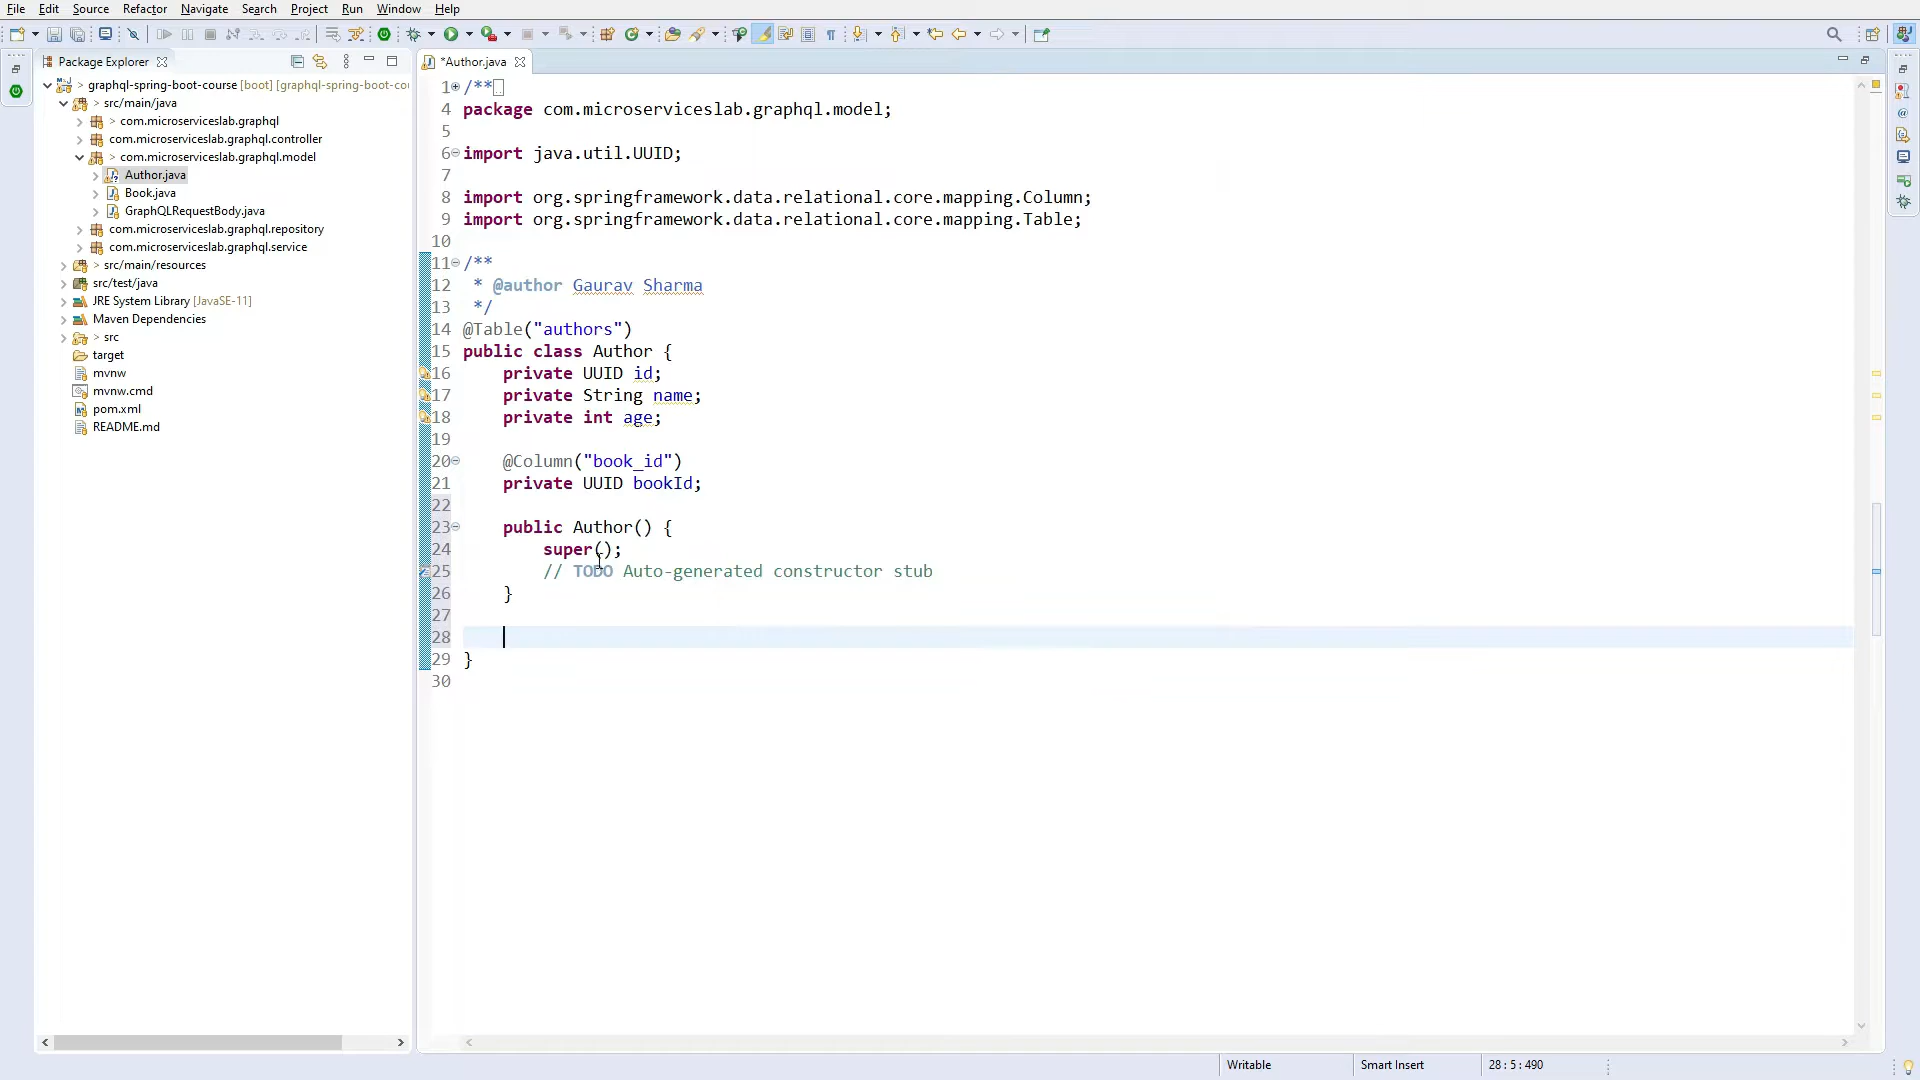 File Edit Source Refactor Navigate Search Project Run Window Help
Package Explorer
graphql-spring-boot-course [boot] [graphql-spring-boot-cou
src/main/java
> com.microserviceslab.graphql
com.microserviceslab.graphql.controller
> com.microserviceslab.graphql.model
Author.java
Book.java
GraphQLRequestBody.java
com.microserviceslab.graphql.repository
com.microserviceslab.graphql.service
> src/main/resources
src/test/java
JRE System Library [JavaSE-11]
Maven Dependencies
> src
target
mvnw
mvnw.cmd
pom.xml
README.md
*Author.java
1 /**
4 package com.microserviceslab.graphql.model;
5
6 import java.util.UUID;
7
8 import org.springframework.data.relational.core.mapping.Column;
9 import org.springframework.data.relational.core.mapping.Table;
10
11 /**
12 * @author Gaurav Sharma
13 */
14 @Table("authors")
15 public class Author {
16 private UUID id;
17 private String name;
18 private int age;
19
20 @Column("book_id")
21 private UUID bookId;
22
23 public Author() {
24 super();
25 // TODO Auto-generated constructor stub
26 }
27
28
29 }
30
Writable
Smart Insert
28 : 5 : 490